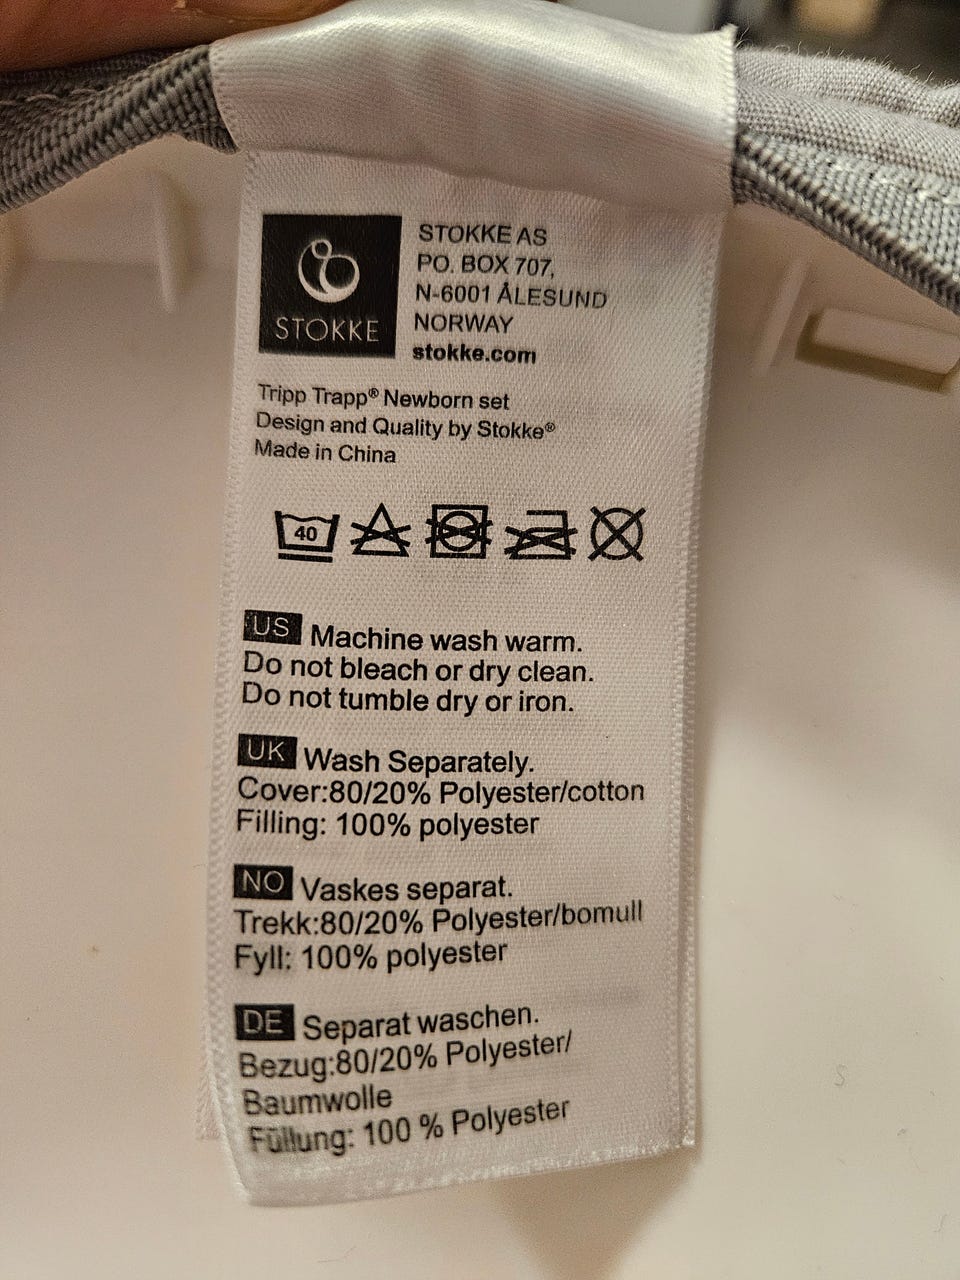 STOKKE
STOKKE AS
PO. BOX 707,
N-6001 ÅLESUND
NORWAY
stokke.com
Tripp Trapp® Newborn set
Design and Quality by Stokke®
Made in China
40
US Machine wash warm.
Do not bleach or dry clean.
Do not tumble dry or iron.
UK Wash Separately.
Cover:80/20% Polyester/cotton
Filling: 100% polyester
NO Vaskes separat.
Trekk:80/20% Polyester/bomull
Fyll: 100% polyester
DE Separat waschen.
Bezug:80/20% Polyester/
Baumwolle
Füllung: 100 % Polyester